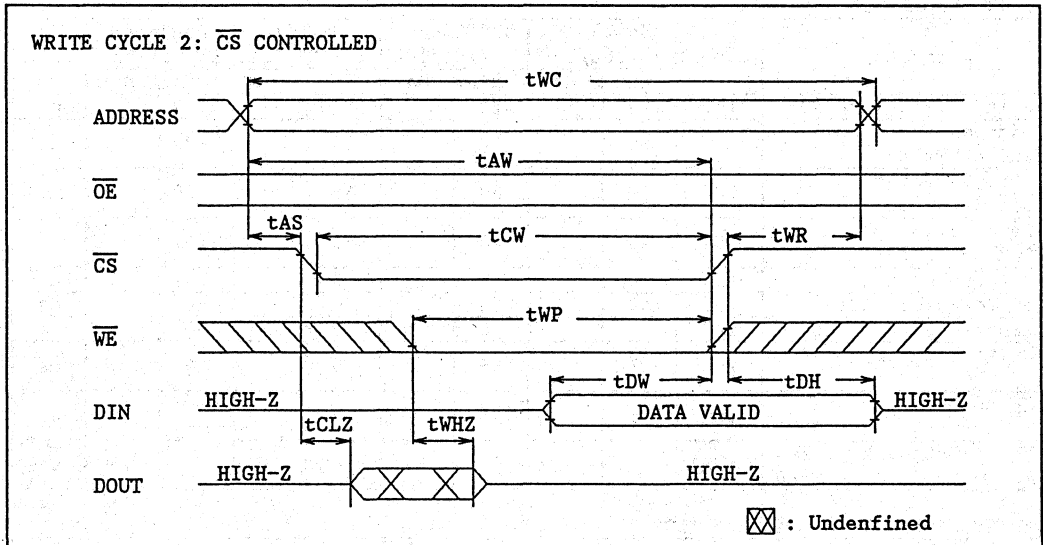 WRITE CYCLE 2: CS CONTROLLED
tWC
ADDRESS
tAW
OE
tAS
tCW
tWR
CS
tWP
WE
tDW
tDH
DIN
HIGH-Z
DATA VALID
HIGH-Z
tCLZ
tWHZ
DOUT
HIGH-Z
HIGH-Z
: Undenfined